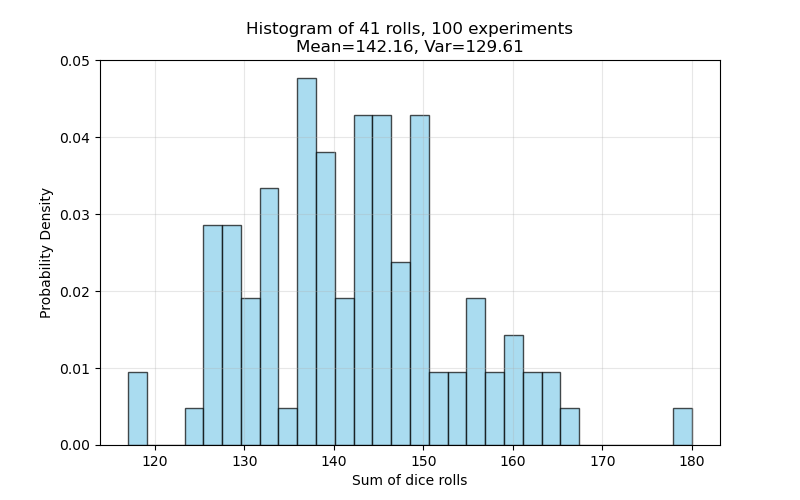 Histogram of 41 rolls, 100 experiments
Mean=142.16, Var=129.61
0.05
0.04
0.03
0.02
0.01
0.00
Probability Density
120 130 140 150 160 170 180
Sum of dice rolls